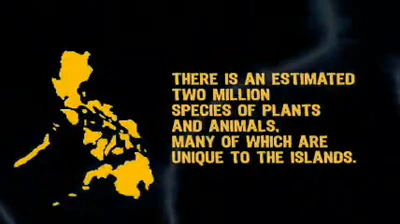 THERE IS AN ESTIMATED
TWO MILLION
SPECIES OF PLANTS
AND ANIMALS,
MANY OF WHICH ARE
UNIQUE TO THE ISLANDS.